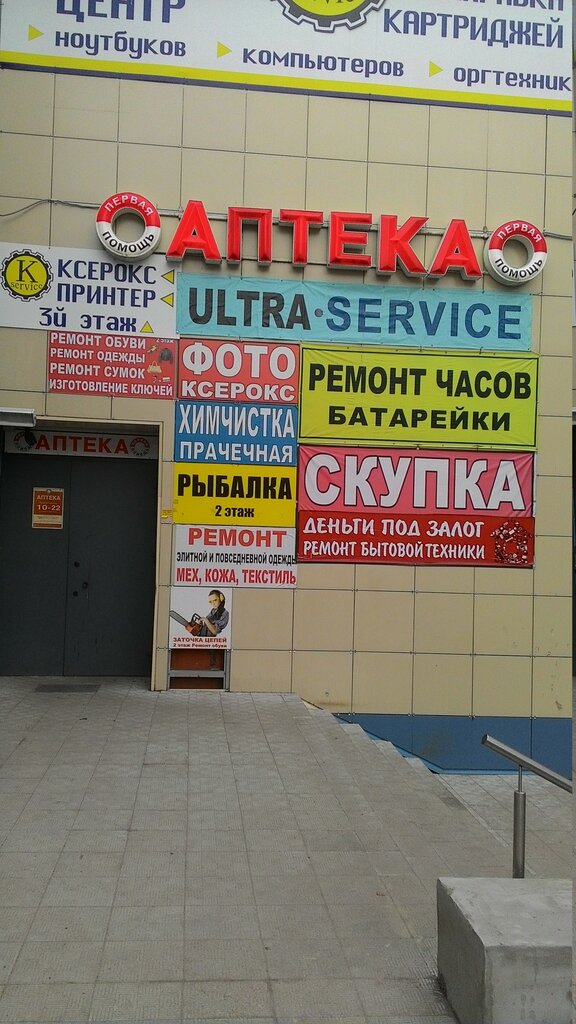 ЦЕНТР
КАРТРИДЖЕЙ
ноутбуков
компьютеров
оргтехник
ПЕРВАЯ
ПОМОЩЬ
АПТЕКА
ПЕРВАЯ
ПОМОЩЬ
K
service
КСЕРОКС
ПРИНТЕР
3й этаж
ULTRA·SERVICE
2 этаж
РЕМОНТ ОБУВИ
РЕМОНТ ОДЕЖДЫ
РЕМОНТ СУМОК
ИЗГОТОВЛЕНИЕ КЛЮЧЕЙ
ФОТО
КСЕРОКС
РЕМОНТ ЧАСОВ
БАТАРЕЙКИ
ХИМЧИСТКА
ПРАЧЕЧНАЯ
АПТЕКА
СКУПКА
ДЕНЬГИ ПОД ЗАЛОГ
РЕМОНТ БЫТОВОЙ ТЕХНИКИ
РЫБАЛКА
2 этаж
АПТЕКА
10-22
РЕМОНТ
ЭЛИТНОЙ И ПОВСЕДНЕВНОЙ ОДЕЖДЫ
МЕХ, КОЖА, ТЕКСТИЛЬ
ЗАТОЧКА ЦЕПЕЙ
2 этаж Ремонт обуви